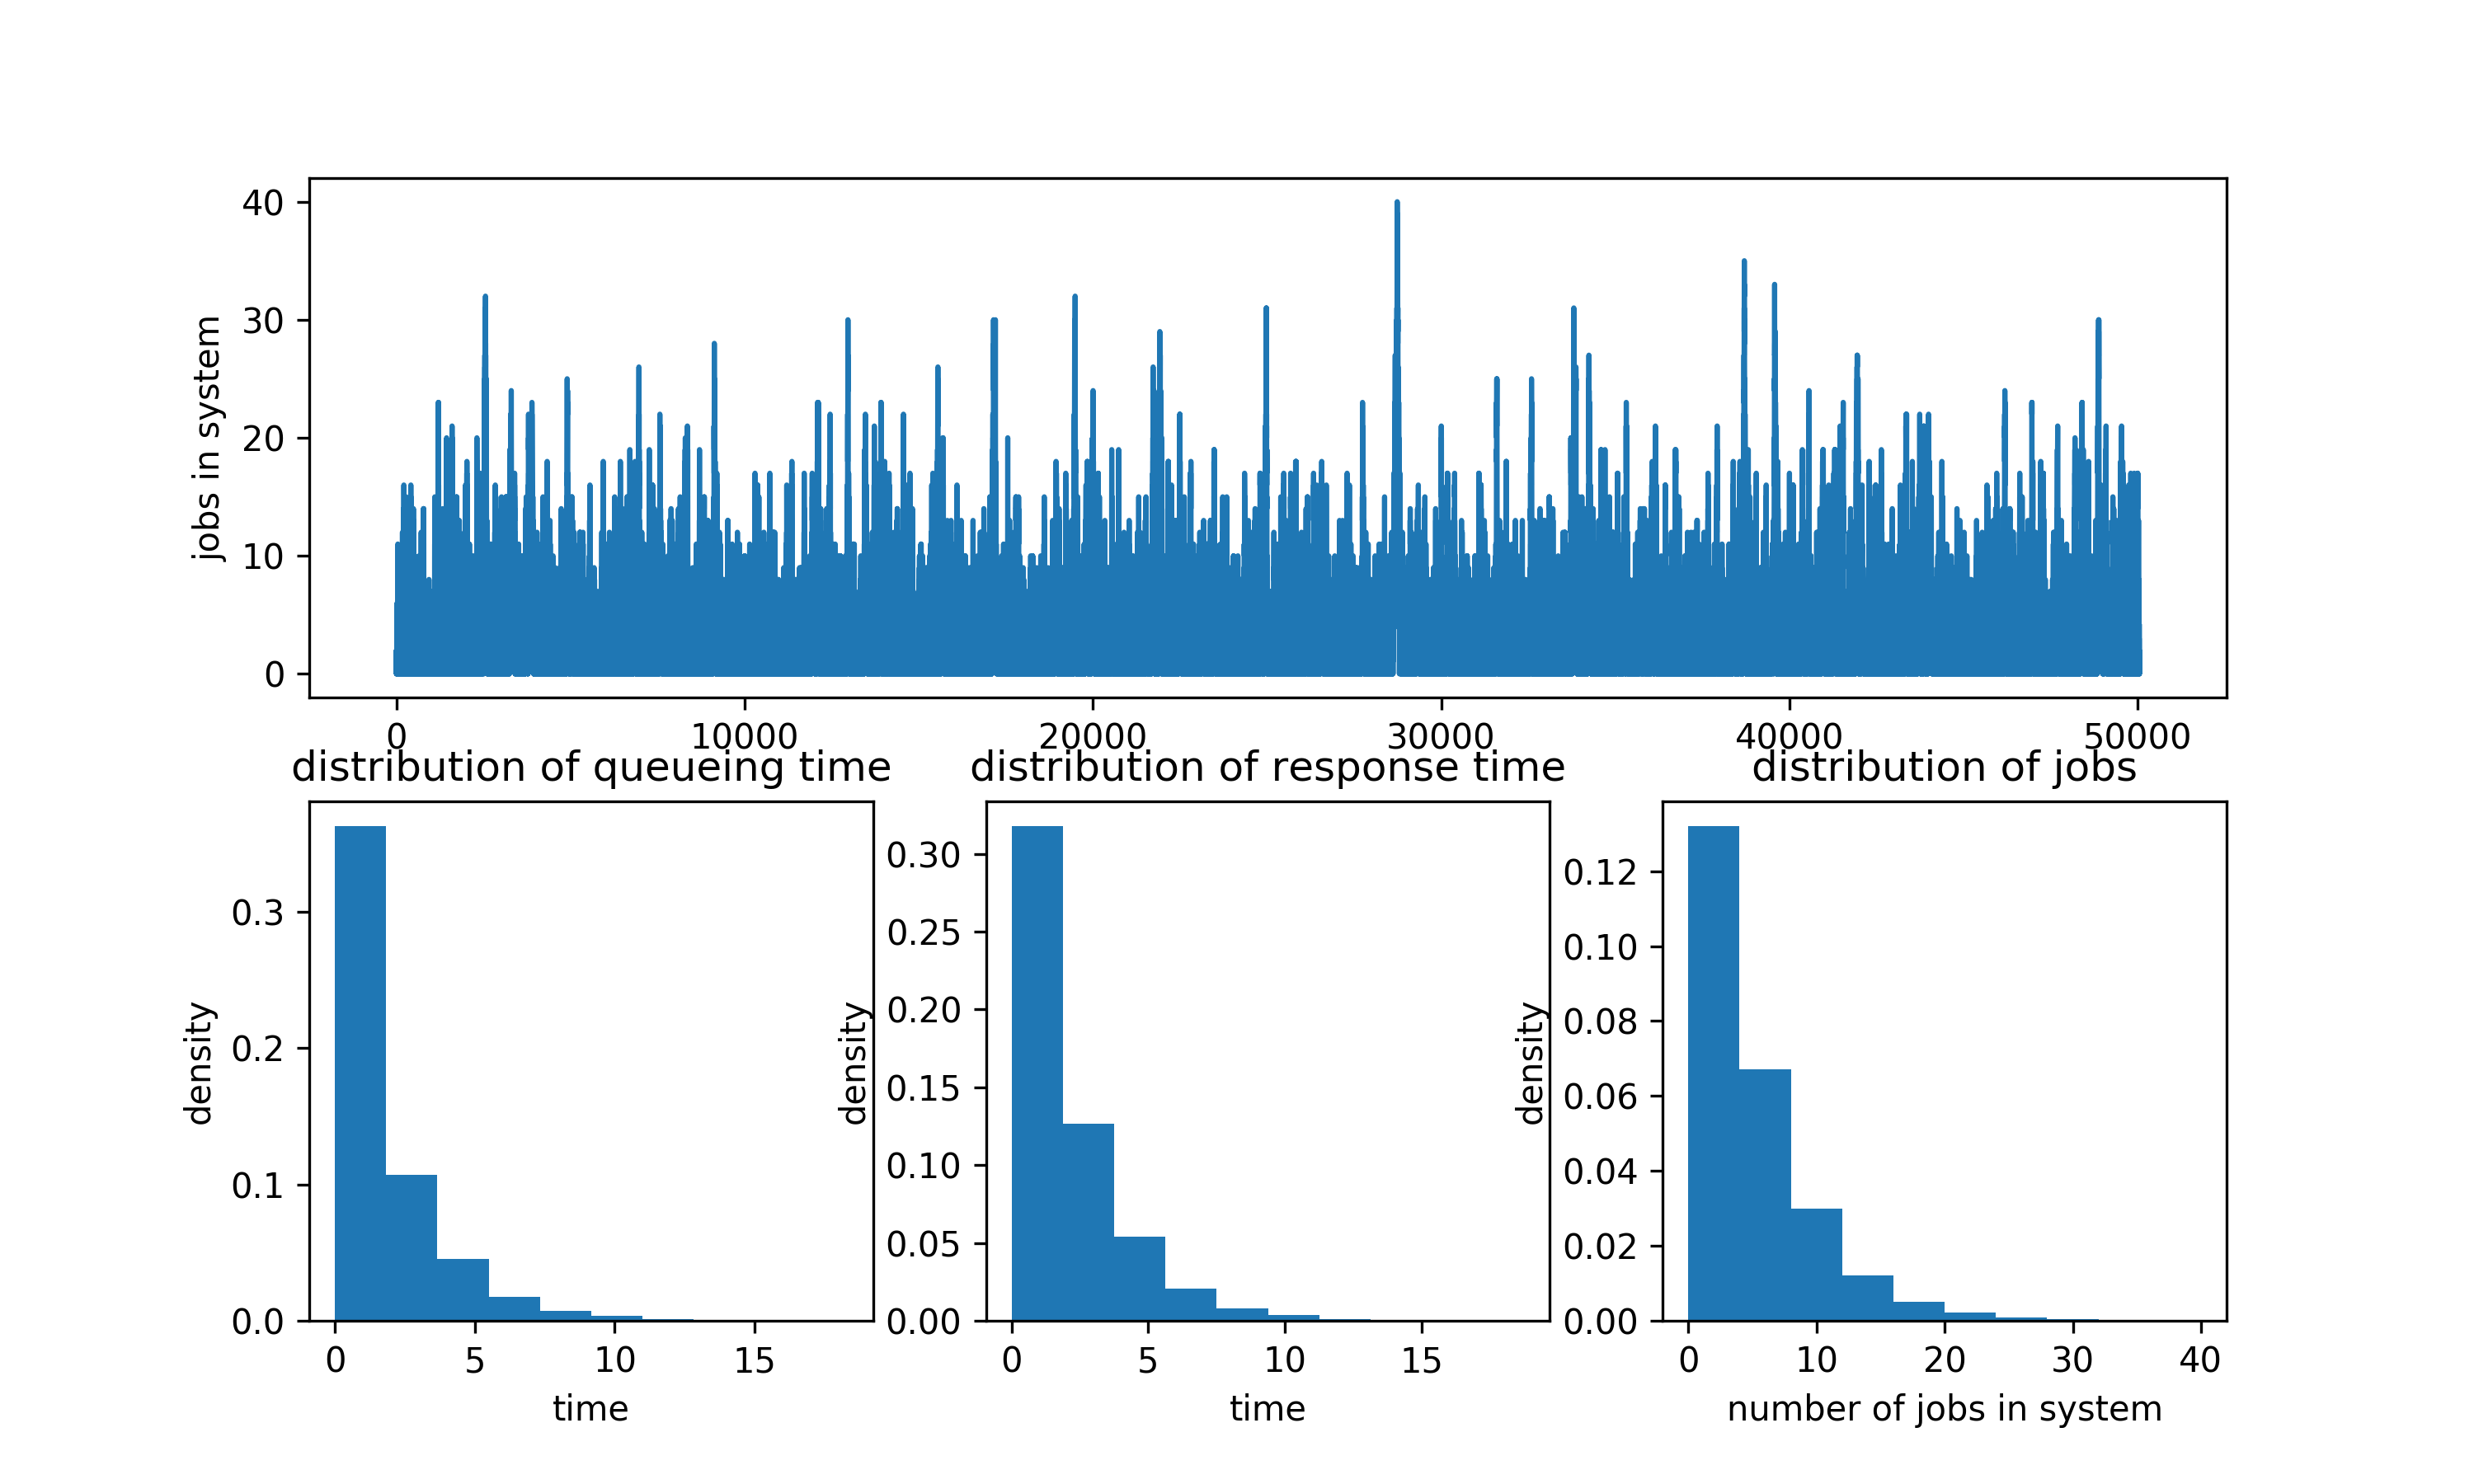 40
30
20
10
0
jobs in system
0 10000 20000 30000 40000 50000
distribution of queueing time
0.3
0.2
0.1
0.0
density
0 5 10 15
time
distribution of response time
0.30
0.25
0.20
0.15
0.10
0.05
0.00
density
0 5 10 15
time
distribution of jobs
0.12
0.10
0.08
0.06
0.04
0.02
0.00
density
0 10 20 30 40
number of jobs in system